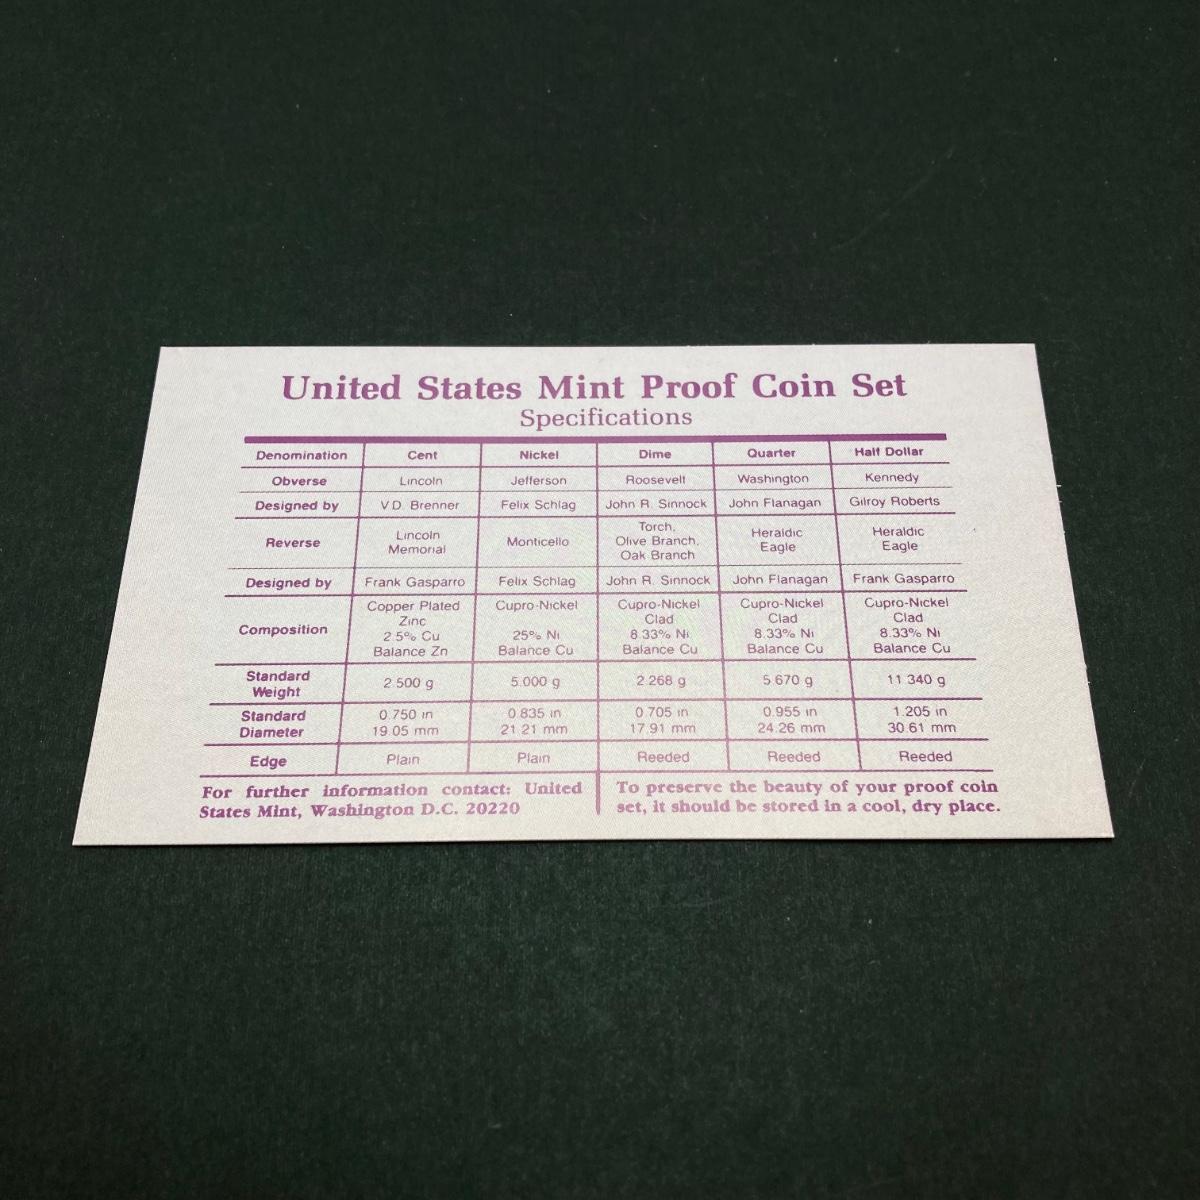 United States Mint Proof Coin Set
Specifications
Denomination Cent Nickel Dime Quarter Half Dollar
Obverse Lincoln Jefferson Roosevelt Washington Kennedy
Designed by V.D. Brenner Felix Schlag John R. Sinnock John Flanagan Gilroy Roberts
Reverse Lincoln Memorial Monticello Torch, Olive Branch, Oak Branch Heraldic Eagle Heraldic Eagle
Designed by Frank Gasparro Felix Schlag John R. Sinnock John Flanagan Frank Gasparro
Composition Copper Plated Zinc 2.5% Cu Balance Zn Cupro-Nickel 25% Ni Balance Cu Cupro-Nickel Clad 8.33% Ni Balance Cu Cupro-Nickel Clad 8.33% Ni Balance Cu Cupro-Nickel Clad 8.33% Ni Balance Cu
Standard Weight 2.500 g 5.000 g 2.268 g 5.670 g 11.340 g
Standard Diameter 0.750 in 19.05 mm 0.835 in 21.21 mm 0.705 in 17.91 mm 0.955 in 24.26 mm 1.205 in 30.61 mm
Edge Plain Plain Reeded Reeded Reeded
For further information contact: United
States Mint, Washington D.C. 20220
To preserve the beauty of your proof coin
set, it should be stored in a cool, dry place.